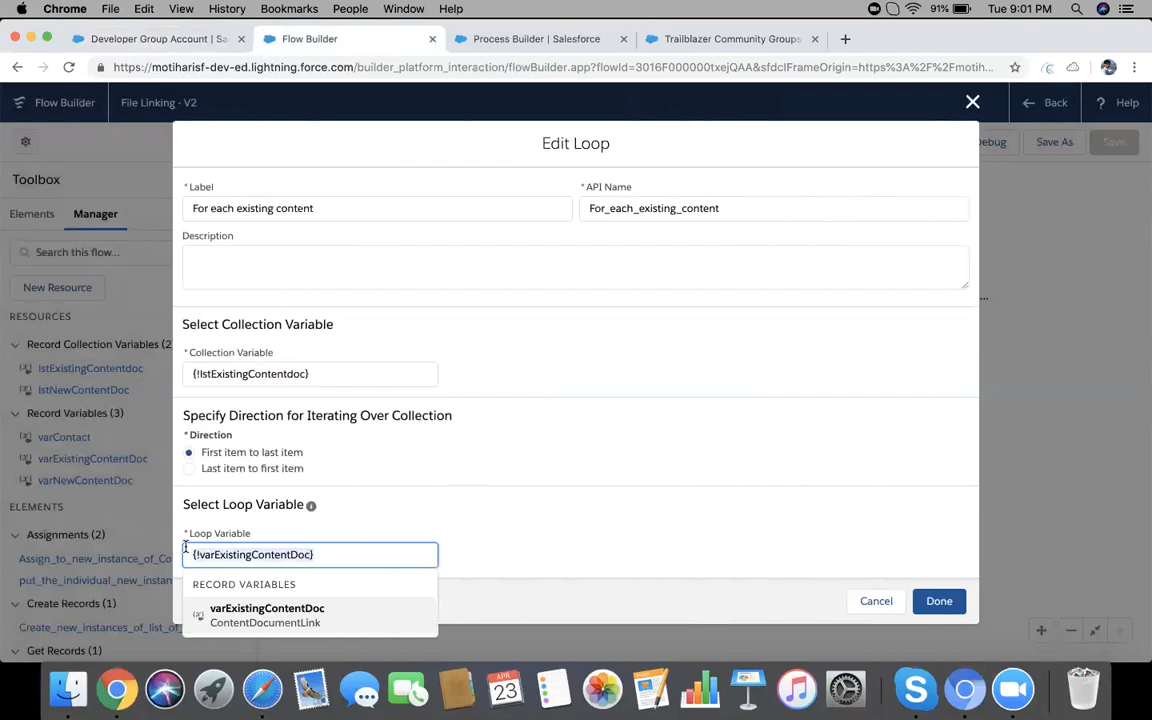 Chrome File Edit View History Bookmarks People Window Help 91% Tue 9:01 PM
Developer Group Account | Sa
Flow Builder
Process Builder | Salesforce
Trailblazer Community Groups
https://motiharisf-dev-ed.lightning.force.com/builder_platform_interaction/flowBuilder.app?flowId=3016F000000txejQAA&sfdcIFrameOrigin=https%3A%2F%2Fmotih...
Flow Builder
File Linking - V2
Back
? Help
Edit Loop
Debug
Save As
Save
Toolbox
Elements
Manager
Search this flow...
New Resource
RESOURCES
Record Collection Variables (2
lstExistingContentdoc
lstNewContentDoc
Record Variables (3)
varContact
varExistingContentDoc
varNewContentDoc
ELEMENTS
Assignments (2)
Assign_to_new_instance_of_Co
put_the_individual_new_instan
Create Records (1)
Create_new_instances_of_list_of_
Get Records (1)
* Label
For each existing content
* API Name
For_each_existing_content
Description
Select Collection Variable
* Collection Variable
{!lstExistingContentdoc}
Specify Direction for Iterating Over Collection
* Direction
First item to last item
Last item to first item
Select Loop Variable
* Loop Variable
{!varExistingContentDoc}
RECORD VARIABLES
varExistingContentDoc
ContentDocumentLink
Cancel
Done
...
APR
23